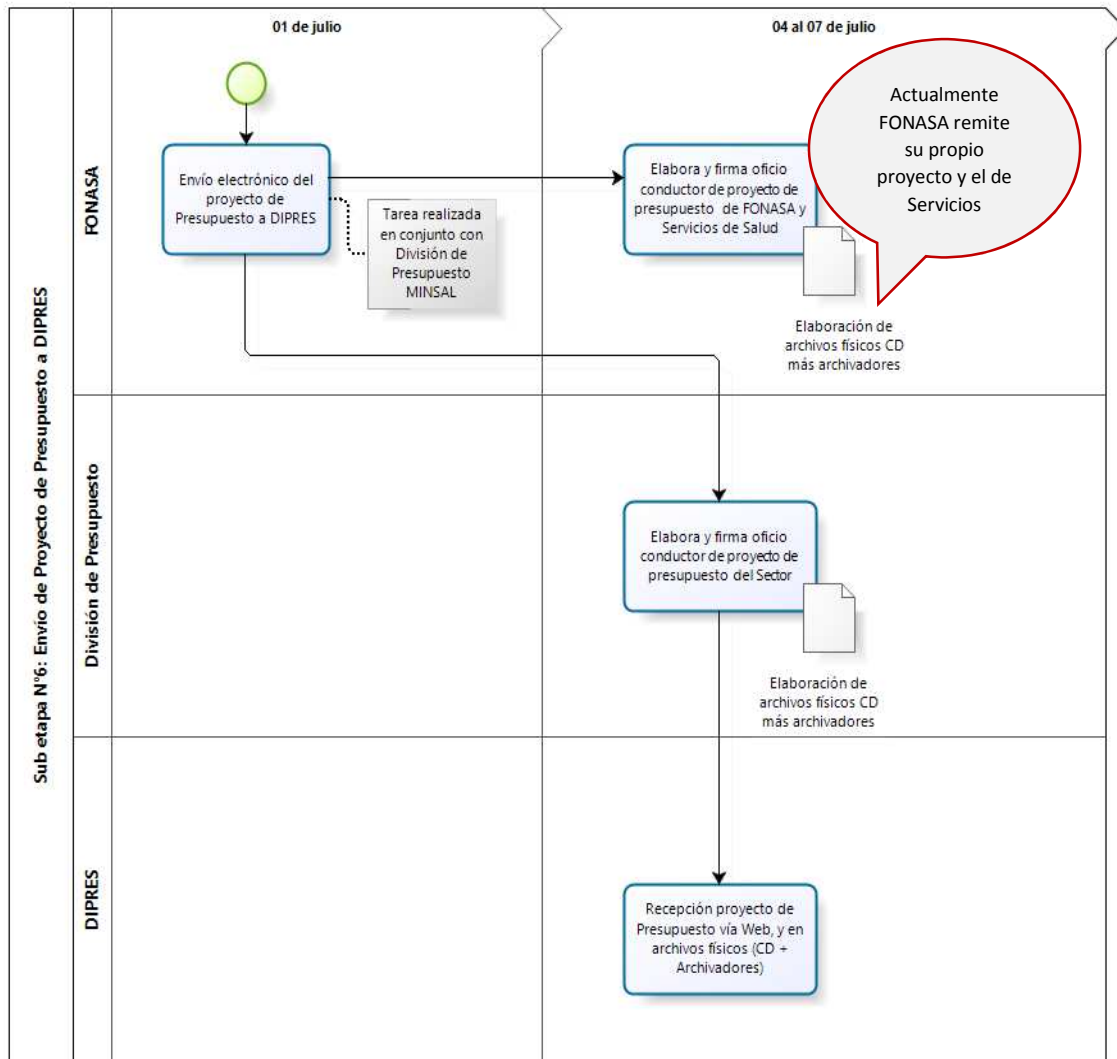 Sub etapa N°6: Envío de Proyecto de Presupuesto a DIPRES
01 de julio
04 al 07 de julio
FONASA
Envío electrónico del
proyecto de
Presupuesto a DIPRES
Tarea realizada
en conjunto con
División de
Presupuesto
MINSAL
Elabora y firma oficio
conductor de proyecto de
presupuesto de FONASA y
Servicios de Salud
Actualmente
FONASA remite
su propio
proyecto y el de
Servicios
Elaboración de
archivos físicos CD
más archivadores
División de Presupuesto
Elabora y firma oficio
conductor de proyecto de
presupuesto del Sector
Elaboración de
archivos físicos CD
más archivadores
DIPRES
Recepción proyecto de
Presupuesto vía Web, y en
archivos físicos (CD +
Archivadores)